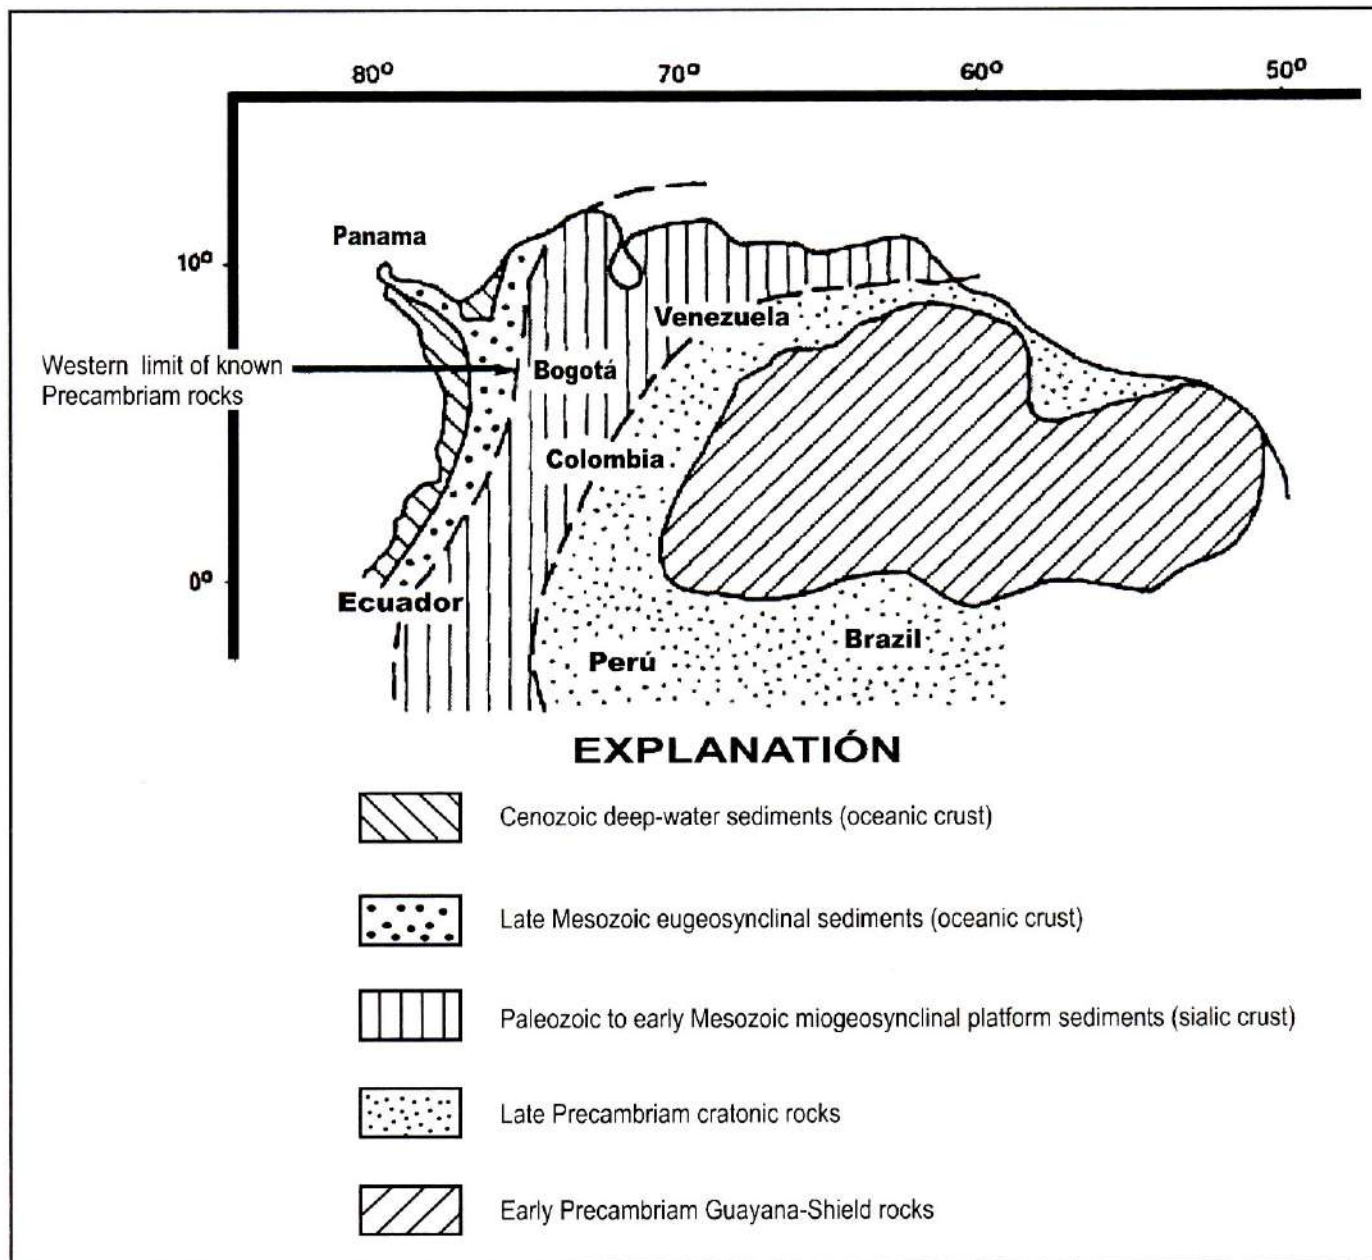 80º 70º 60º 50º
Panama
10º
Venezuela
Western limit of known
Precambriam rocks
Bogotá
Colombia
0º
Ecuador
Brazil
Perú
EXPLANATIÓN
Cenozoic deep-water sediments (oceanic crust)
Late Mesozoic eugeosynclinal sediments (oceanic crust)
Paleozoic to early Mesozoic miogeosynclinal platform sediments (sialic crust)
Late Precambriam cratonic rocks
Early Precambriam Guayana-Shield rocks